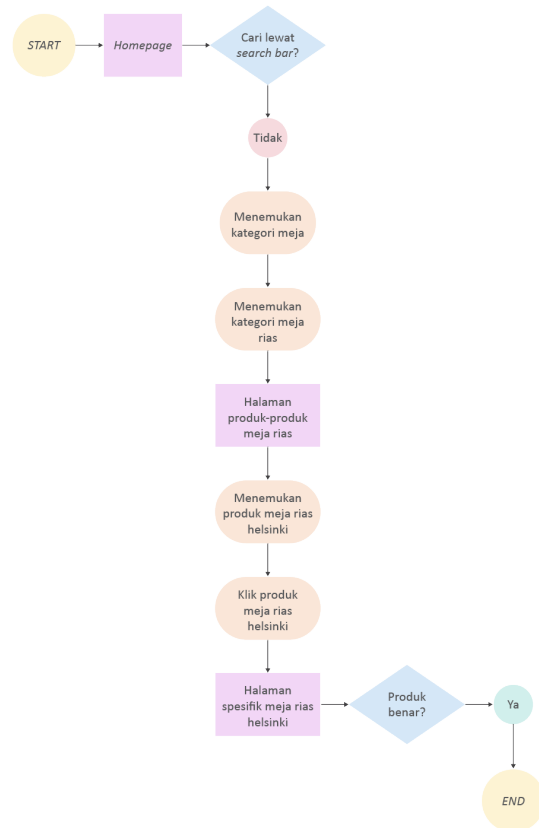 START
Homepage
Cari lewat
search bar?
Tidak
Menemukan
kategori meja
Menemukan
kategori meja
rias
Halaman
produk-produk
meja rias
Menemukan
produk meja rias
helsinki
Klik produk
meja rias
helsinki
Halaman
spesifik meja rias
helsinki
Produk
benar?
Ya
END